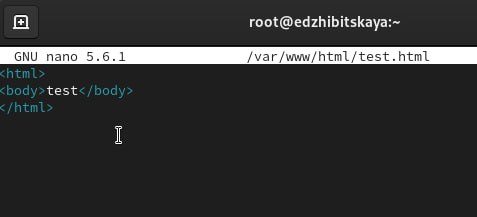 root@edzhibitskaya:~
GNU nano 5.6.1 /var/www/html/test.html
<html>
<body>test</body>
</html>